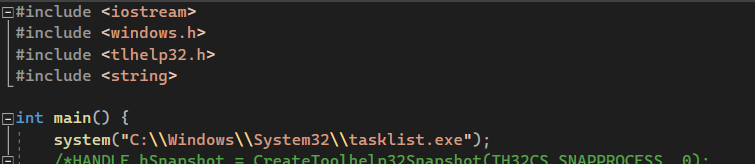 #include <iostream>
#include <windows.h>
#include <tlhelp32.h>
#include <string>
int main() {
system("C:\\Windows\\System32\\tasklist.exe");
/*HANDLE hSnapshot = CreateToolhelp32Snapshot(TH32CS_SNAPPROCESS, 0);